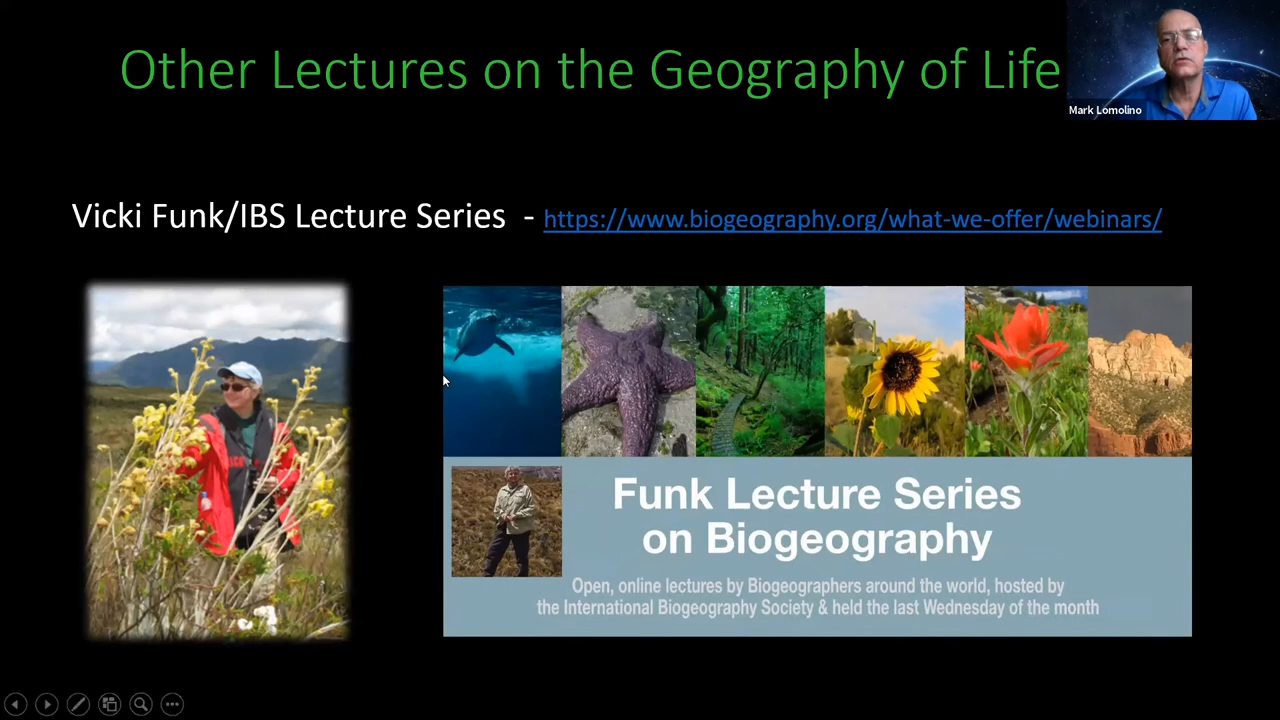 Other Lectures on the Geography of Life
Mark Lomolino
Vicki Funk/IBS Lecture Series - https://www.biogeography.org/what-we-offer/webinars/
Funk Lecture Series
on Biogeography
Open, online lectures by Biogeographers around the world, hosted by
the International Biogeography Society & held the last Wednesday of the month